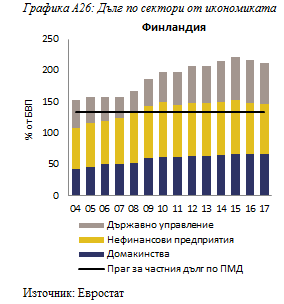 Графика А26: Дълг по сектори от икономиката
Финландия
% от БВП
250
200
150
100
50
0
04 05 06 07 08 09 10 11 12 13 14 15 16 17
Държавно управление
Нефинансови предприятия
Домакинства
Праг за частния дълг по ПМД
Източник: Евростат